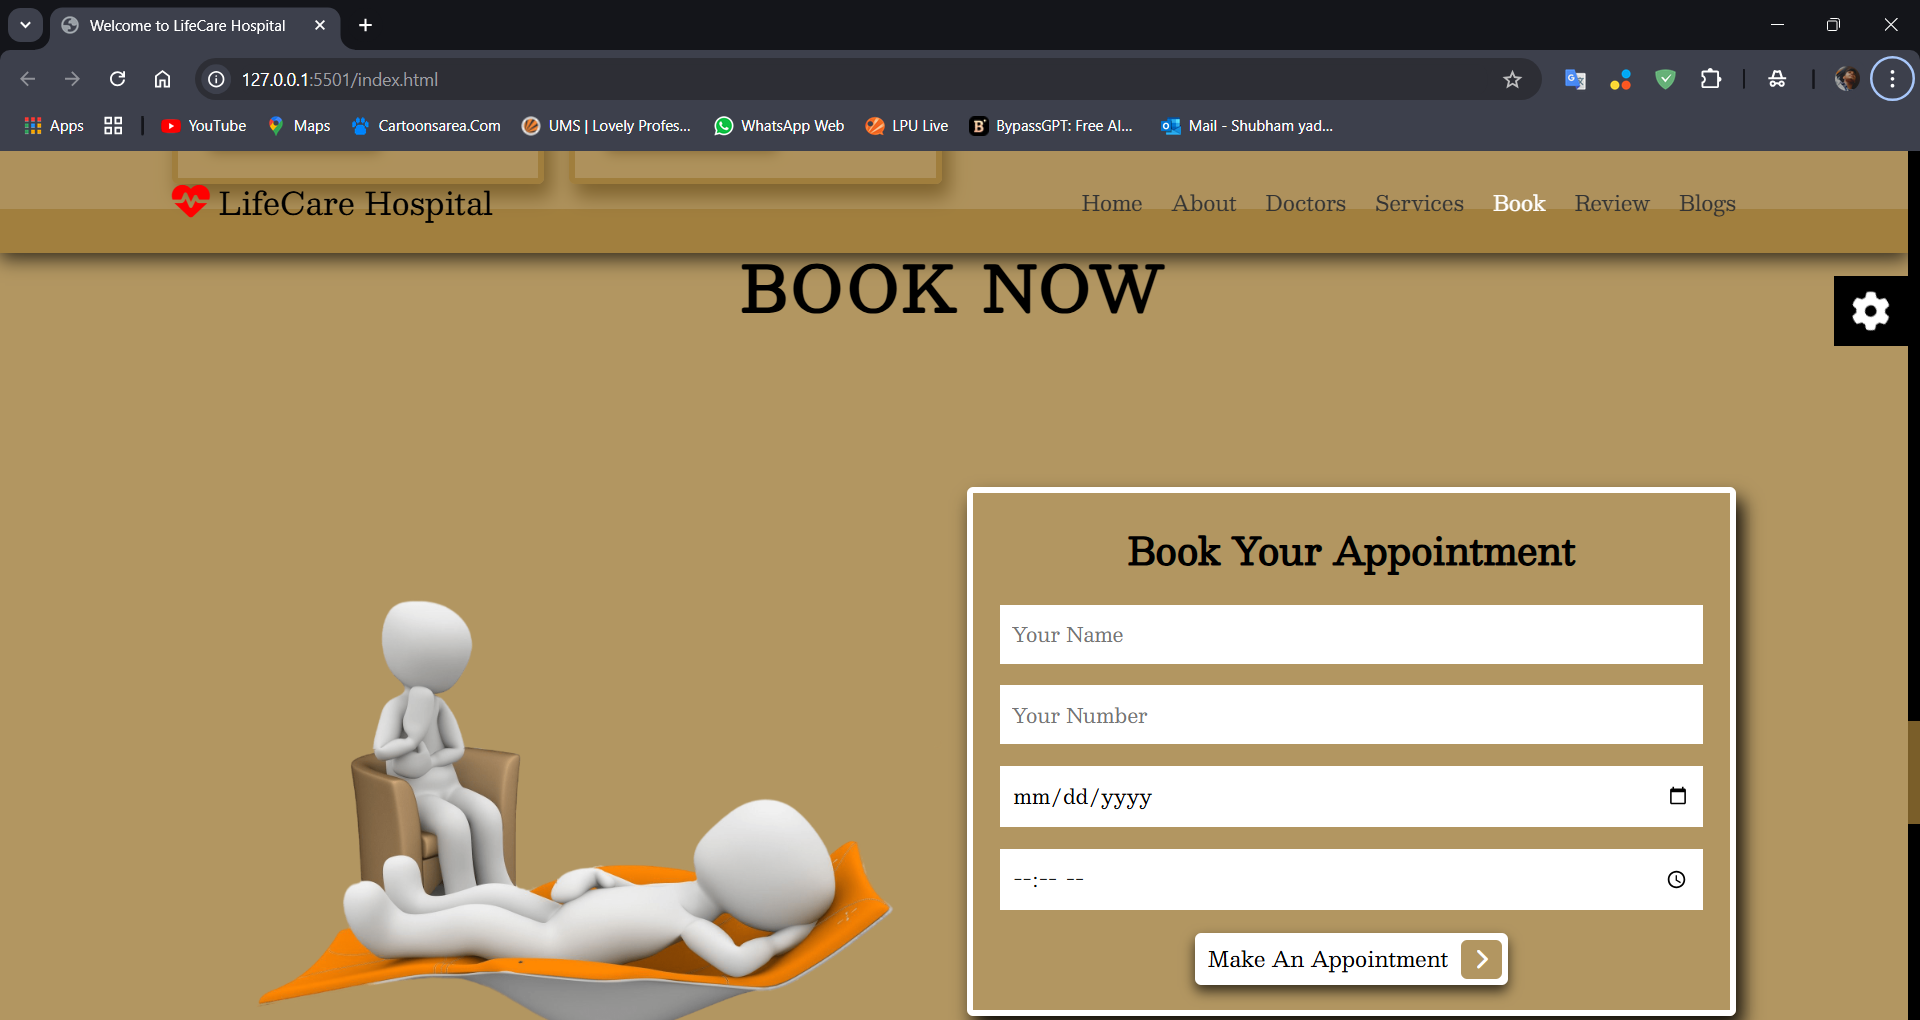 Welcome to LifeCare Hospital
127.0.0.1:5501/index.html
Apps YouTube Maps Cartoonsarea.Com UMS | Lovely Profes... WhatsApp Web LPU Live BypassGPT: Free AI... Mail - Shubham yad...
LifeCare Hospital Home About Doctors Services Book Review Blogs
BOOK NOW
Book Your Appointment
Your Name
Your Number
mm/dd/yyyy
--:-- --
Make An Appointment